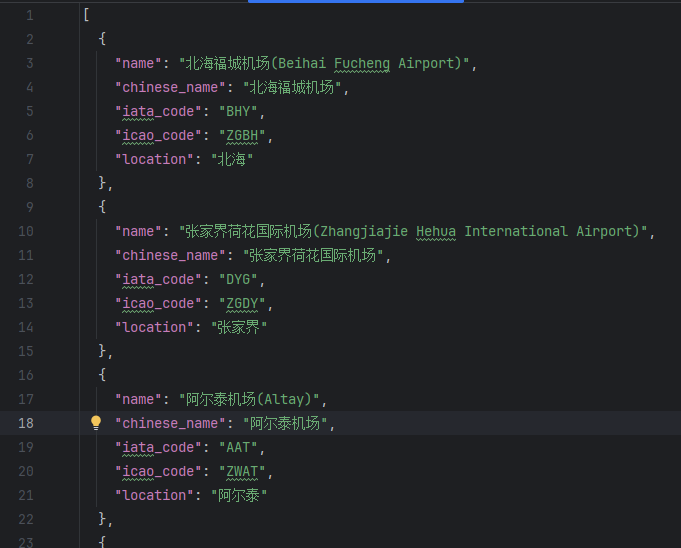 1 [
2 {
3 "name": "北海福城机场(Beihai Fucheng Airport)",
4 "chinese_name": "北海福城机场",
5 "iata_code": "BHY",
6 "icao_code": "ZGBH",
7 "location": "北海"
8 },
9 {
10 "name": "张家界荷花国际机场(Zhangjiajie Hehua International Airport)",
11 "chinese_name": "张家界荷花国际机场",
12 "iata_code": "DYG",
13 "icao_code": "ZGDY",
14 "location": "张家界"
15 },
16 {
17 "name": "阿尔泰机场(Altay)",
18 "chinese_name": "阿尔泰机场",
19 "iata_code": "AAT",
20 "icao_code": "ZWAT",
21 "location": "阿尔泰"
22 },
23 {